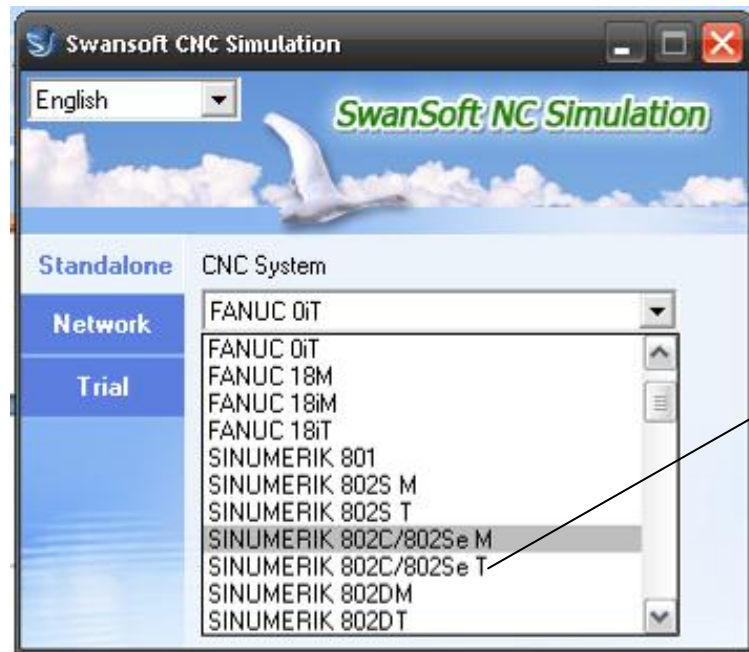 Swansoft CNC Simulation
English
SwanSoft NC Simulation
Standalone
CNC System
Network
FANUC 0iT
Trial
FANUC 0iT
FANUC 18M
FANUC 18iM
FANUC 18iT
SINUMERIK 801
SINUMERIK 802S M
SINUMERIK 802S T
SINUMERIK 802C/802Se M
SINUMERIK 802C/802Se T
SINUMERIK 802DM
SINUMERIK 802DT